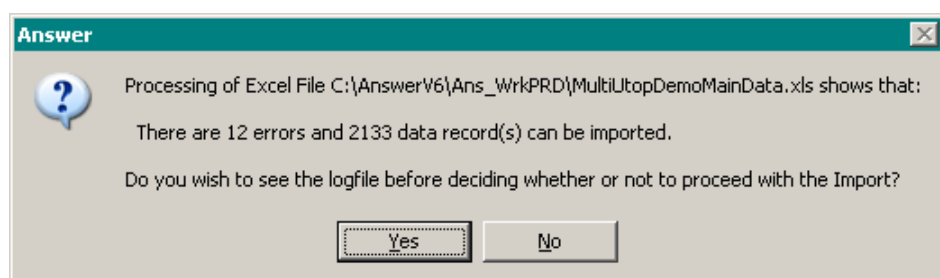 Answer
Processing of Excel File C:\AnswerV6\Ans_WrkPRD\MultiUtopDemoMainData.xls shows that:
There are 12 errors and 2133 data record(s) can be imported.
Do you wish to see the logfile before deciding whether or not to proceed with the Import?
Yes No